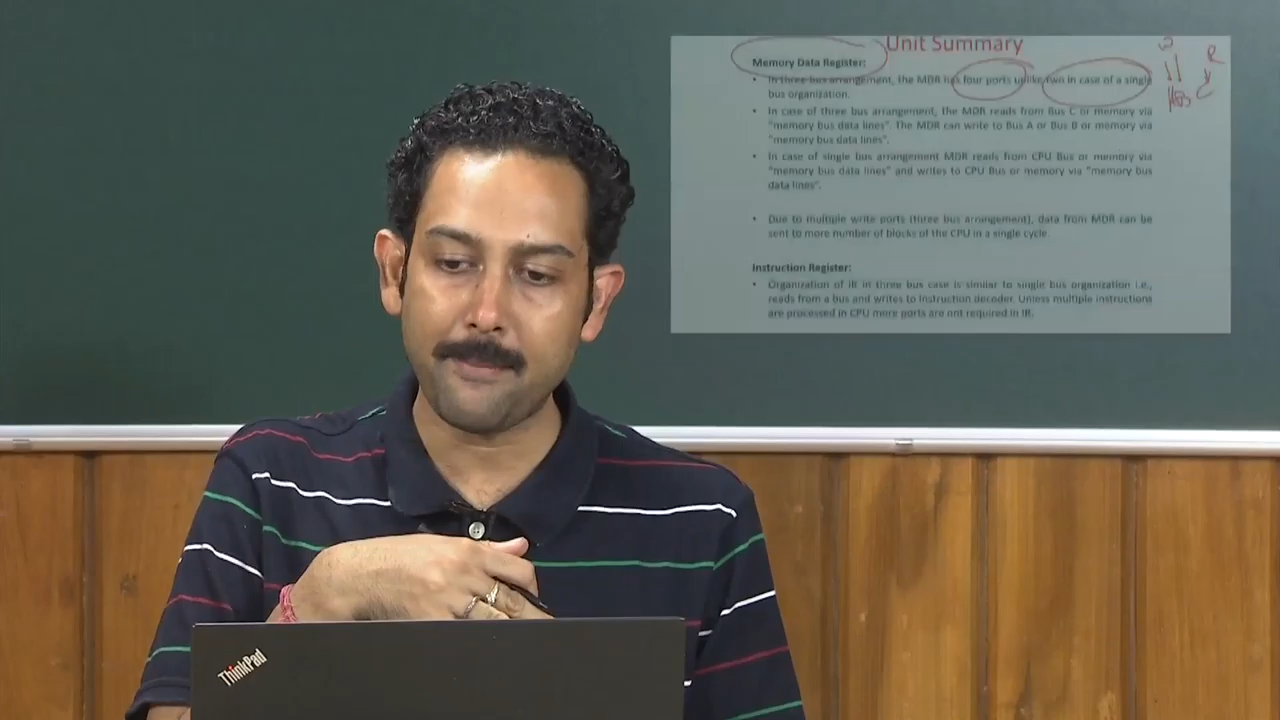 Unit Summary
Memory Data Register:
• In three bus arrangement, the MDR has four ports unlike two in case of a single
bus organization.
• In case of three bus arrangement, the MDR reads from Bus C or memory via
"memory bus data lines". The MDR can write to Bus A or Bus B or memory via
"memory bus data lines".
• In case of single bus arrangement MDR reads from CPU Bus or memory via
"memory bus data lines" and writes to CPU Bus or memory via "memory bus
data lines".
• Due to multiple write ports (three bus arrangement), data from MDR can be
sent to more number of blocks of the CPU in a single cycle.
Instruction Register:
• Organization of IR in three bus case is similar to single bus organization i.e.,
reads from a bus and writes to instruction decoder. Unless multiple instructions
are processed in CPU more ports are not required in IR.
R
C
ThinkPad